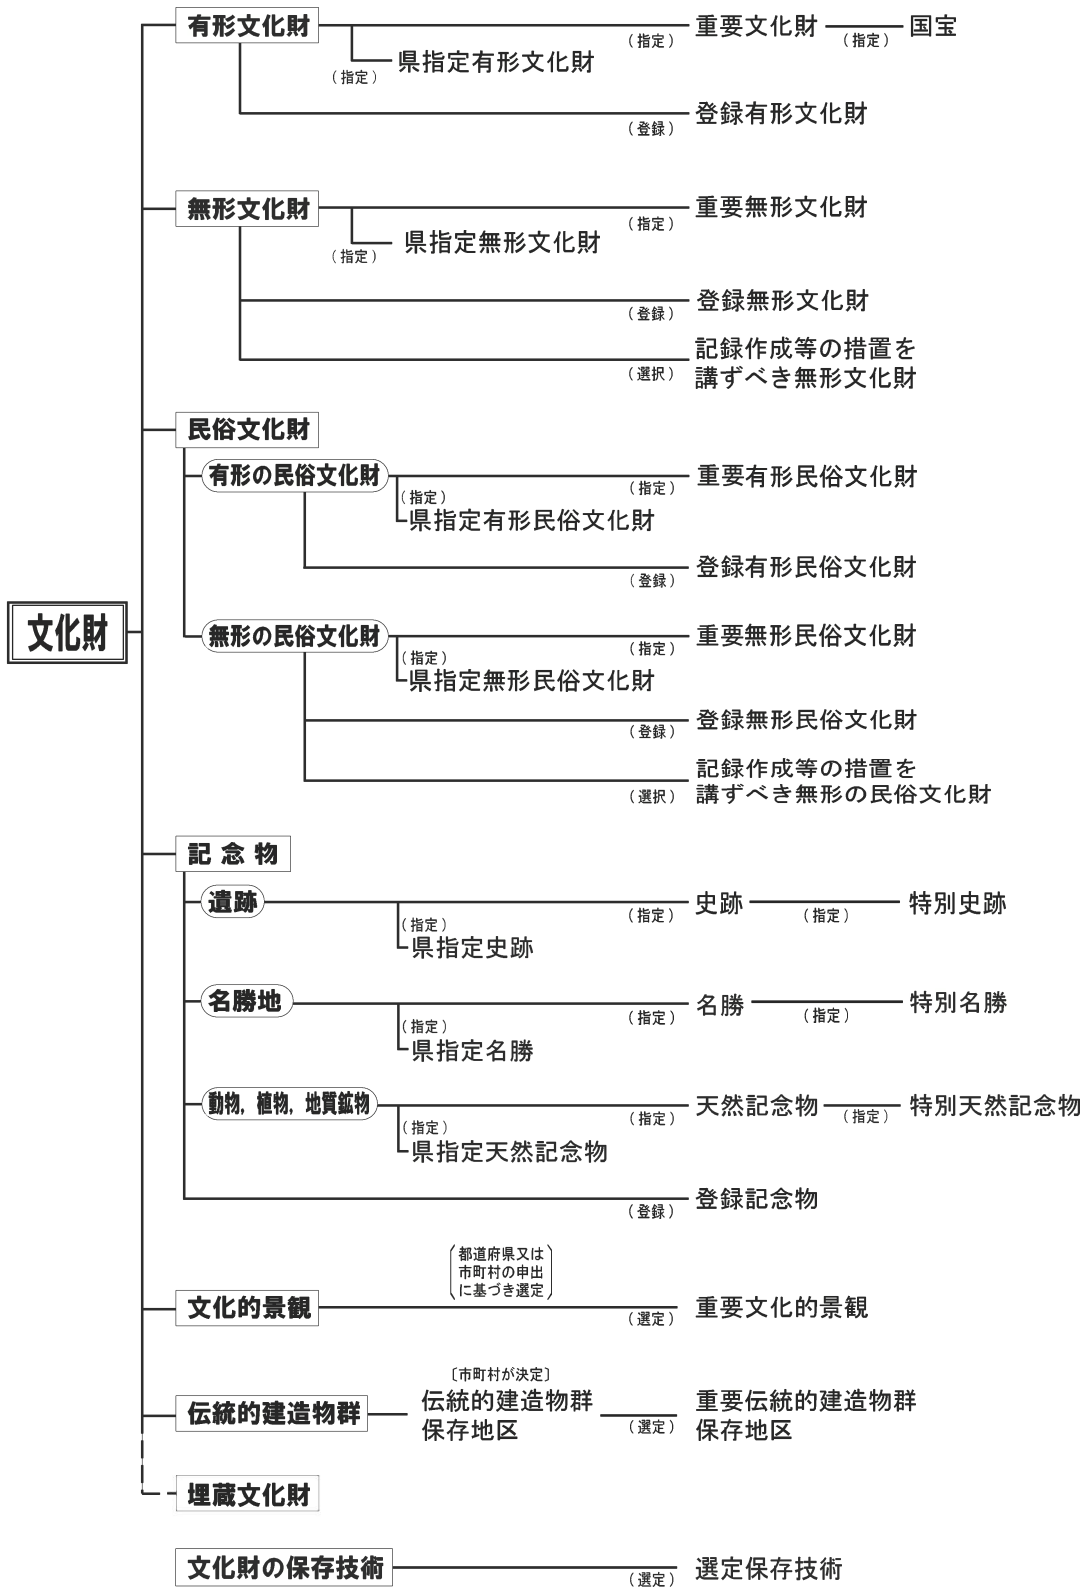 有形文化財
(指定)
重要文化財
(指定)
国宝
(指定)
県指定有形文化財
(登録)
登録有形文化財
無形文化財
(指定)
重要無形文化財
(指定)
県指定無形文化財
(登録)
登録無形文化財
(選択)
記録作成等の措置を
講ずべき無形文化財
民俗文化財
有形の民俗文化財
(指定)
重要有形民俗文化財
(指定)
県指定有形民俗文化財
(登録)
登録有形民俗文化財
文化財
無形の民俗文化財
(指定)
重要無形民俗文化財
(指定)
県指定無形民俗文化財
(登録)
登録無形民俗文化財
(選択)
記録作成等の措置を
講ずべき無形の民俗文化財
記念物
遺跡
(指定)
史跡
(指定)
特別史跡
(指定)
県指定史跡
名勝地
(指定)
名勝
(指定)
特別名勝
(指定)
県指定名勝
動物，植物，地質鉱物
(指定)
天然記念物
(指定)
特別天然記念物
(指定)
県指定天然記念物
(登録)
登録記念物
都道府県又は
市町村の申出
に基づき選定
文化的景観
(選定)
重要文化的景観
伝統的建造物群
〔市町村が決定〕
伝統的建造物群
保存地区
(選定)
重要伝統的建造物群
保存地区
埋蔵文化財
文化財の保存技術
(選定)
選定保存技術